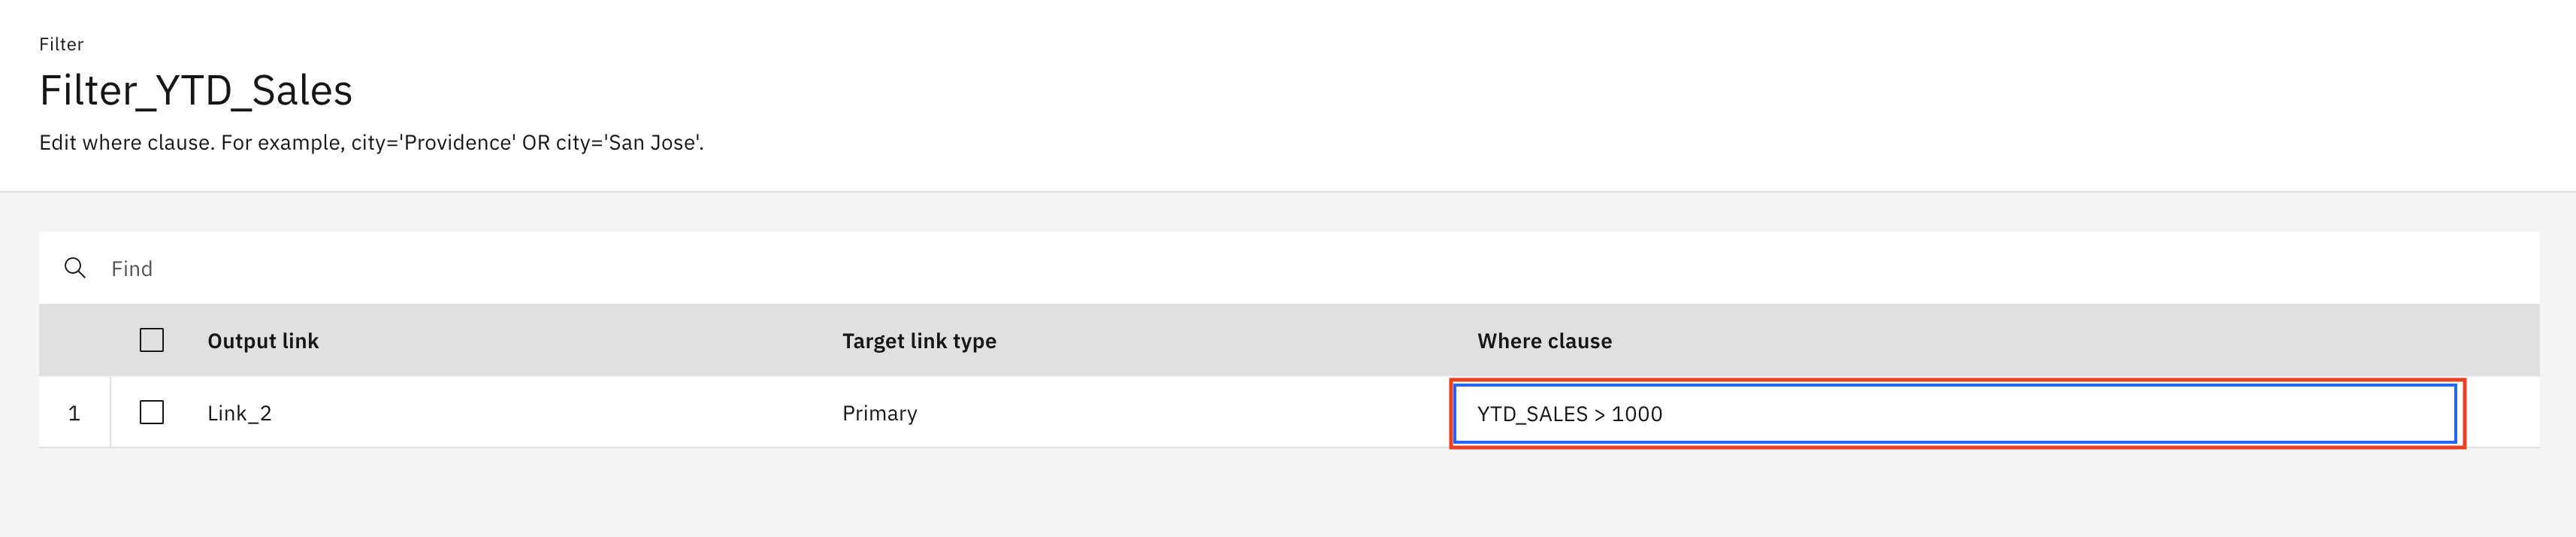 Filter
Filter_YTD_Sales
Edit where clause. For example, city='Providence' OR city='San Jose'.
Find
Output link Target link type Where clause
1 Link_2 Primary YTD_SALES > 1000